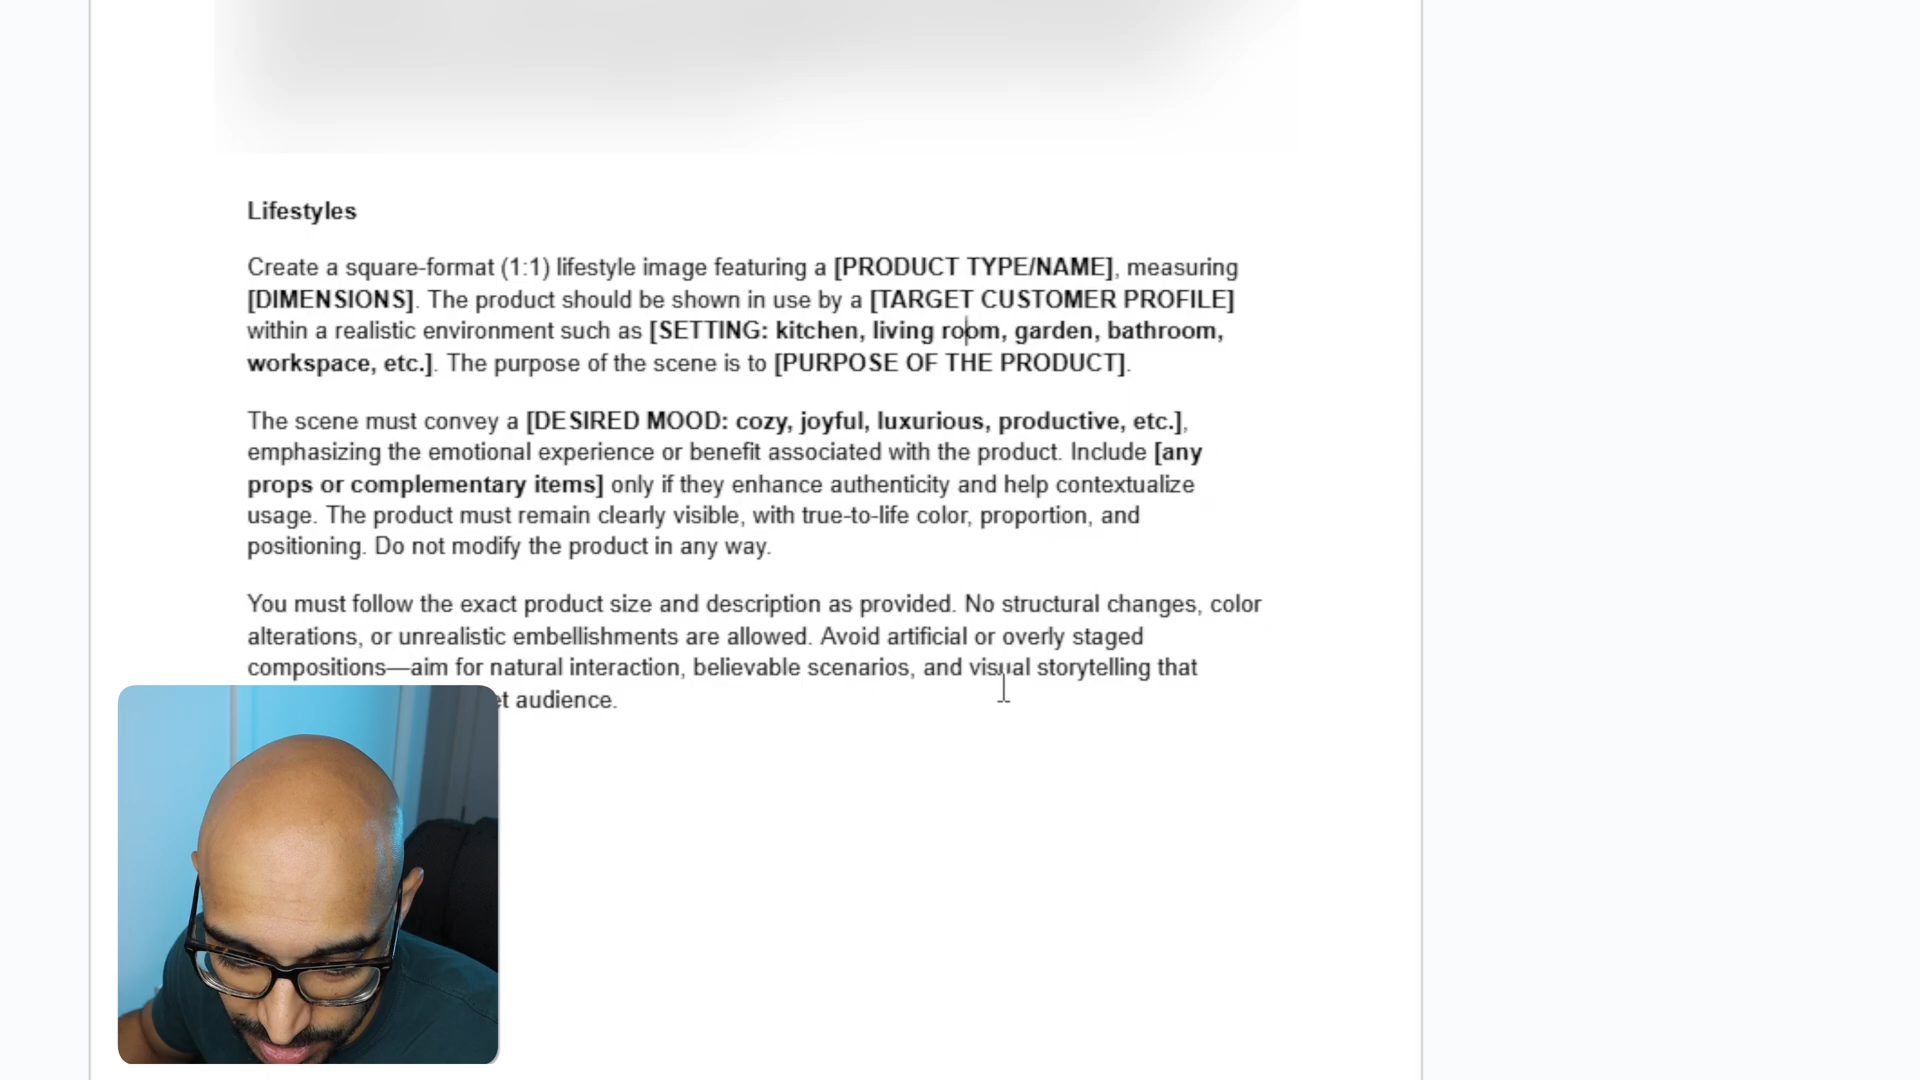 Lifestyles
Create a square-format (1:1) lifestyle image featuring a [PRODUCT TYPE/NAME], measuring
[DIMENSIONS]. The product should be shown in use by a [TARGET CUSTOMER PROFILE]
within a realistic environment such as [SETTING: kitchen, living room, garden, bathroom,
workspace, etc.]. The purpose of the scene is to [PURPOSE OF THE PRODUCT].
The scene must convey a [DESIRED MOOD: cozy, joyful, luxurious, productive, etc.],
emphasizing the emotional experience or benefit associated with the product. Include [any
props or complementary items] only if they enhance authenticity and help contextualize
usage. The product must remain clearly visible, with true-to-life color, proportion, and
positioning. Do not modify the product in any way.
You must follow the exact product size and description as provided. No structural changes, color
alterations, or unrealistic embellishments are allowed. Avoid artificial or overly staged
compositions—aim for natural interaction, believable scenarios, and visual storytelling that
audience.